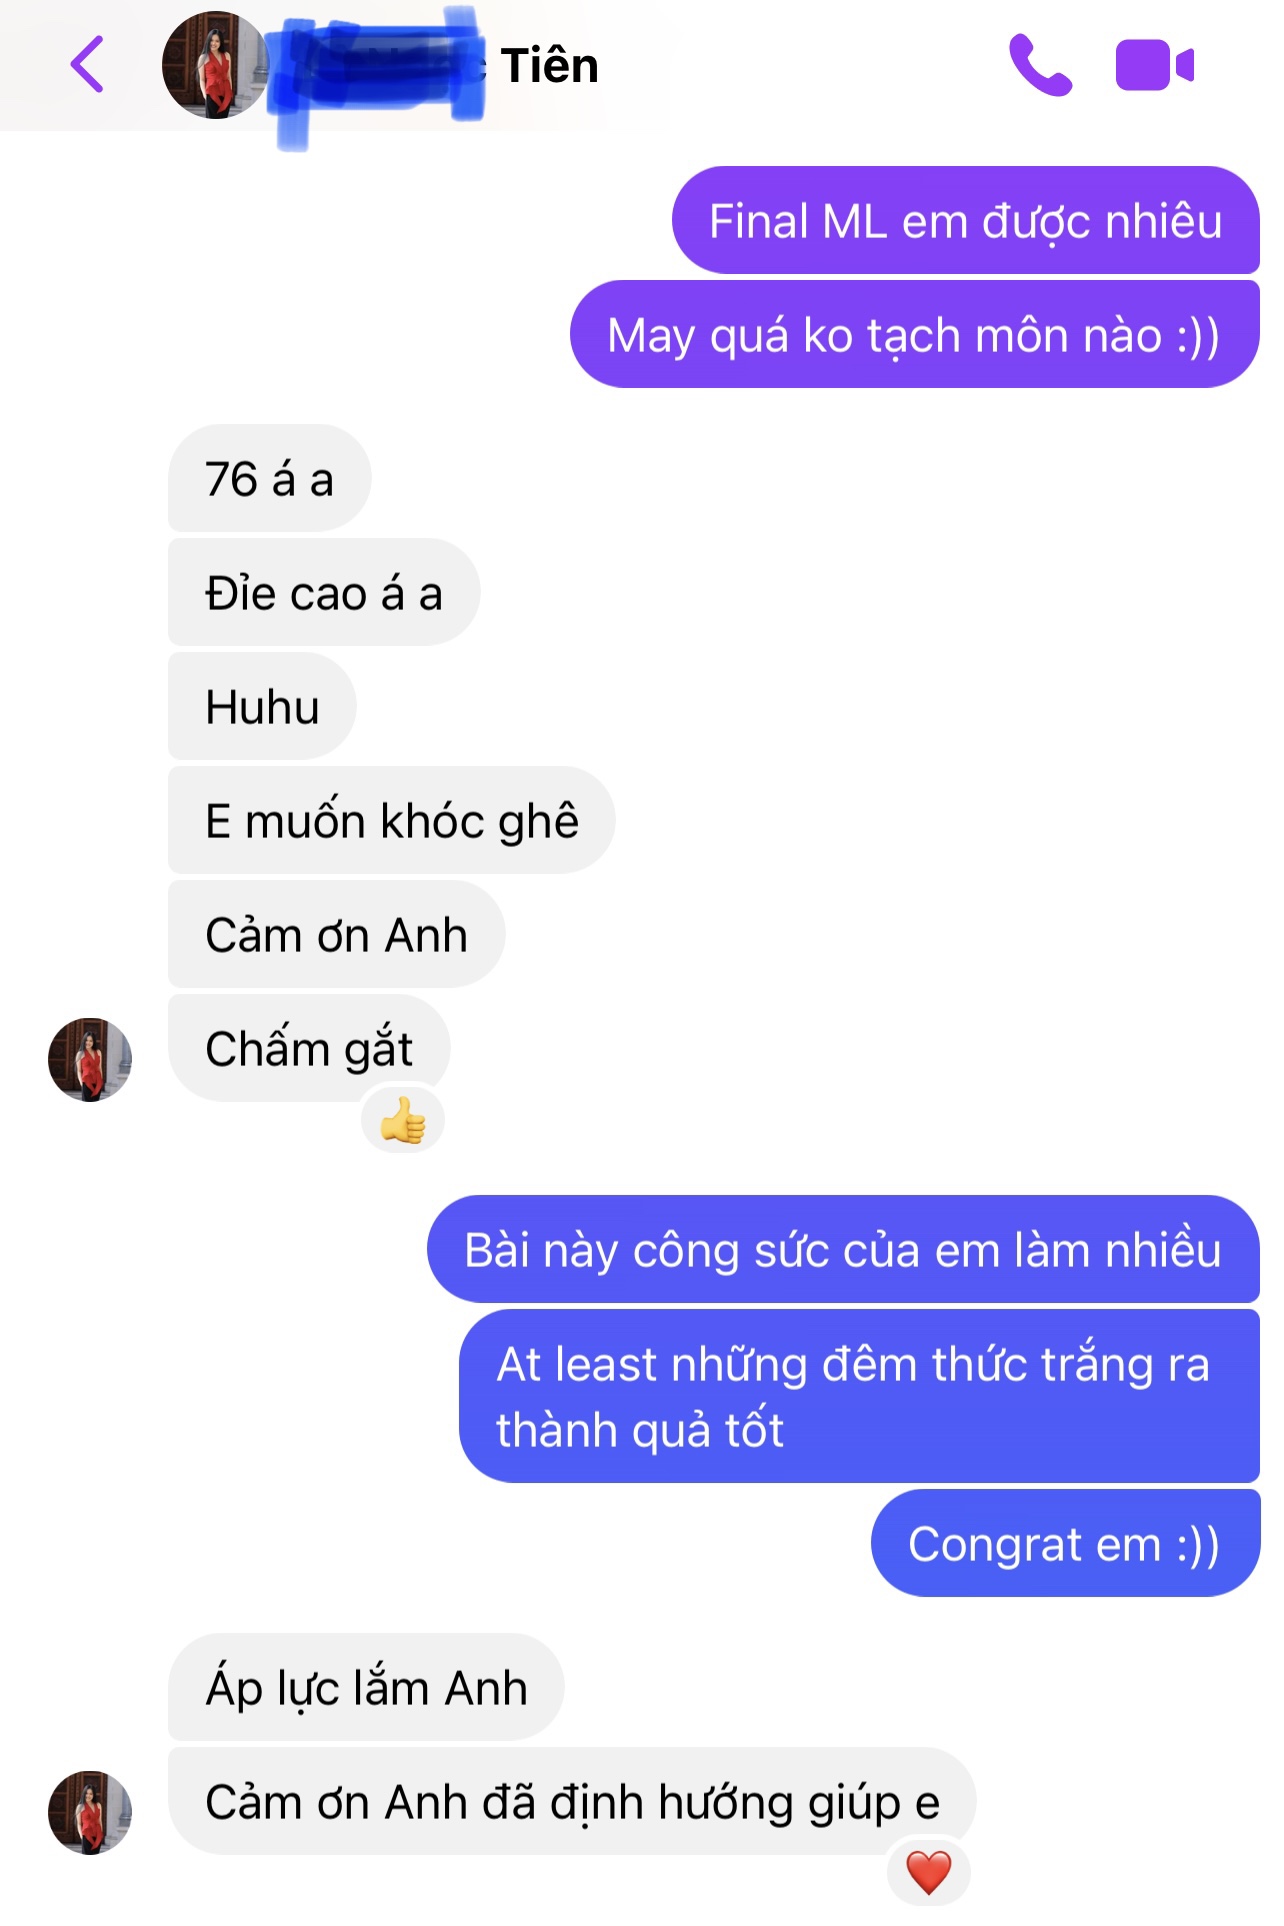 Tiên
Final ML em được nhiêu
May quá ko tạch môn nào :))
76 á a
Đỉe cao á a
Huhu
E muốn khóc ghê
Cảm ơn Anh
Chấm gắt
Bài này công sức của em làm nhiều
At least những đêm thức trắng ra
thành quả tốt
Congrat em :))
Áp lực lắm Anh
Cảm ơn Anh đã định hướng giúp e